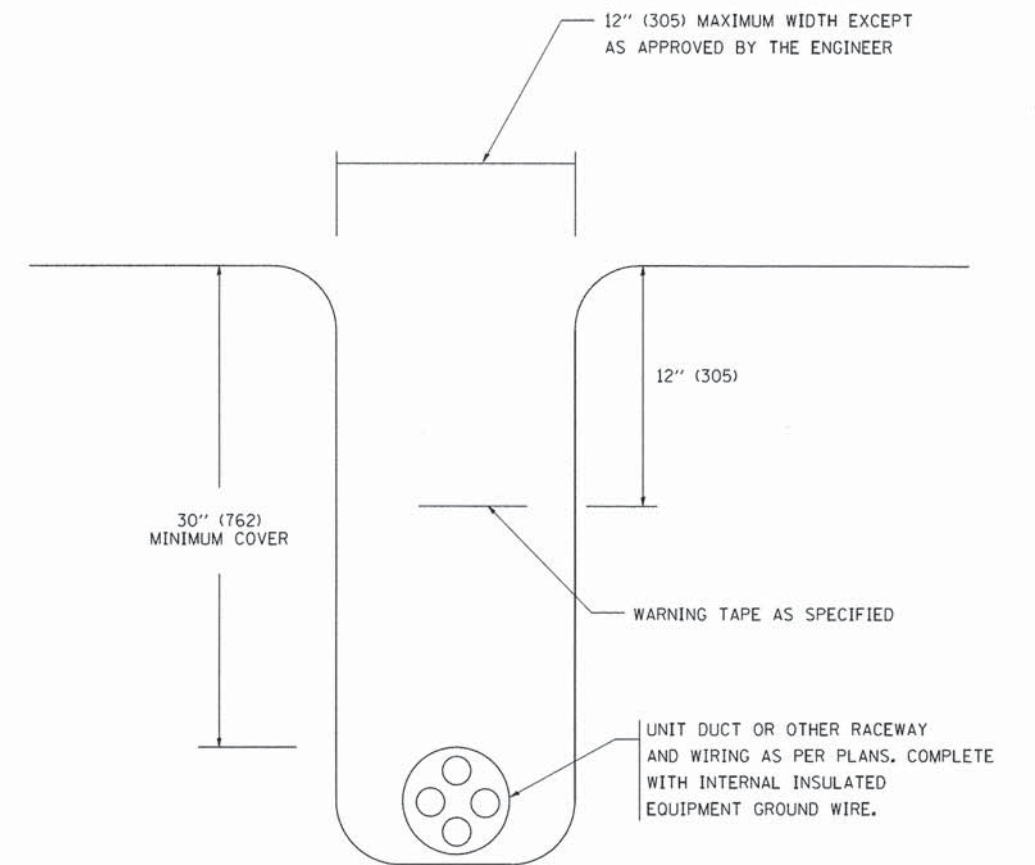 12'' (305) MAXIMUM WIDTH EXCEPT
AS APPROVED BY THE ENGINEER
12'' (305)
30'' (762)
MINIMUM COVER
WARNING TAPE AS SPECIFIED
UNIT DUCT OR OTHER RACEWAY
AND WIRING AS PER PLANS. COMPLETE
WITH INTERNAL INSULATED
EQUIPMENT GROUND WIRE.